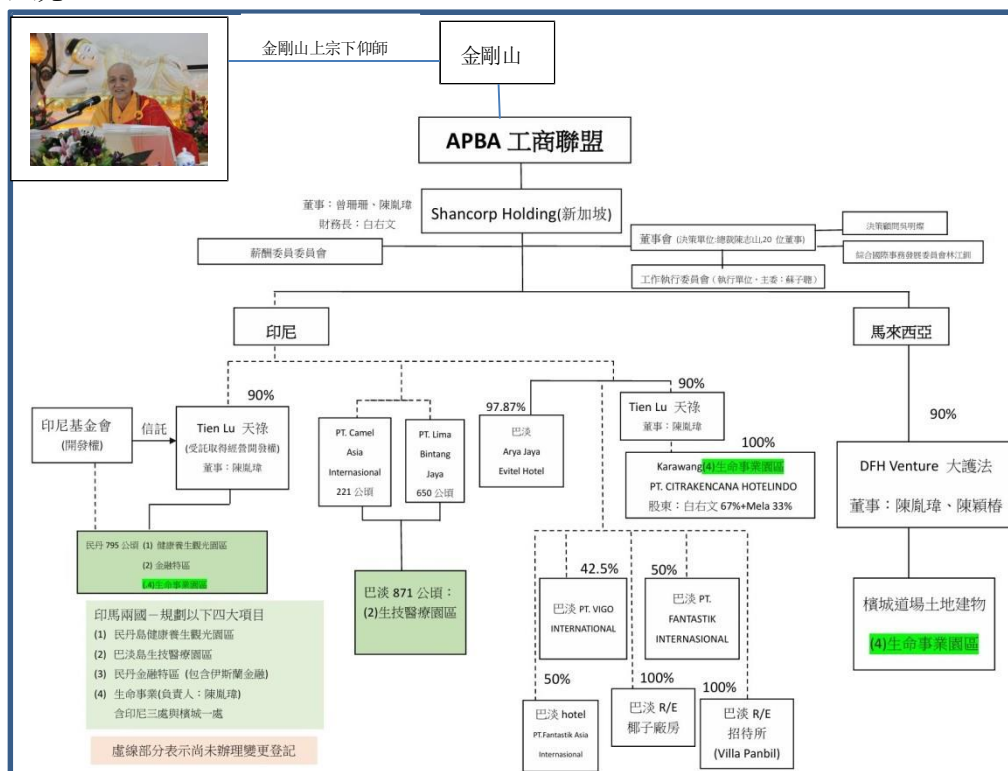 金剛山上宗下仰師
金剛山
APBA 工商聯盟
董事：曾珊珊、陳胤瑋
財務長：白右文
Shancorp Holding(新加坡)
薪酬委員委員會
董事會 (決策單位:總裁陳志山,20 位董事)
決策顧問吳明燦
綜合國際事務發展委員會林江釧
工作執行委員會（執行單位，主委：蘇子聰）
印尼
馬來西亞
印尼基金會
(開發權)
信託
90%
Tien Lu 天祿
(受託取得經營開發權)
董事：陳胤瑋
PT. Camel
Asia
Internasional
221 公頃
PT. Lima
Bintang
Jaya
650 公頃
97.87%
巴淡
Arya Jaya
Evitel Hotel
90%
Tien Lu 天祿
董事：陳胤瑋
100%
Karawang(4)生命事業園區
PT. CITRAKENCANA HOTELINDO
股東：白右文 67%+Mela 33%
90%
DFH Venture 大護法
董事：陳胤瑋、陳穎樁
民丹 795 公頃 (1) 健康養生觀光園區
(2) 金融特區
(.4)生命事業園區
巴淡 871 公頃：
(2)生技醫療園區
42.5%
巴淡 PT. VIGO
INTERNATIONAL
50%
巴淡 PT.
FANTASTIK
INTERNASIONAL
檳城道場土地建物
(4)生命事業園區
印馬兩國－規劃以下四大項目
(1) 民丹島健康養生觀光園區
(2) 巴淡島生技醫療園區
(3) 民丹金融特區 (包含伊斯蘭金融)
(4) 生命事業(負責人：陳胤瑋)
含印尼三處與檳城一處
50%
巴淡 hotel
PT.Fantastik Asia
Internasional
100%
巴淡 R/E
椰子廠房
100%
巴淡 R/E
招待所
(Villa Panbil)
虛線部分表示尚未辦理變更登記